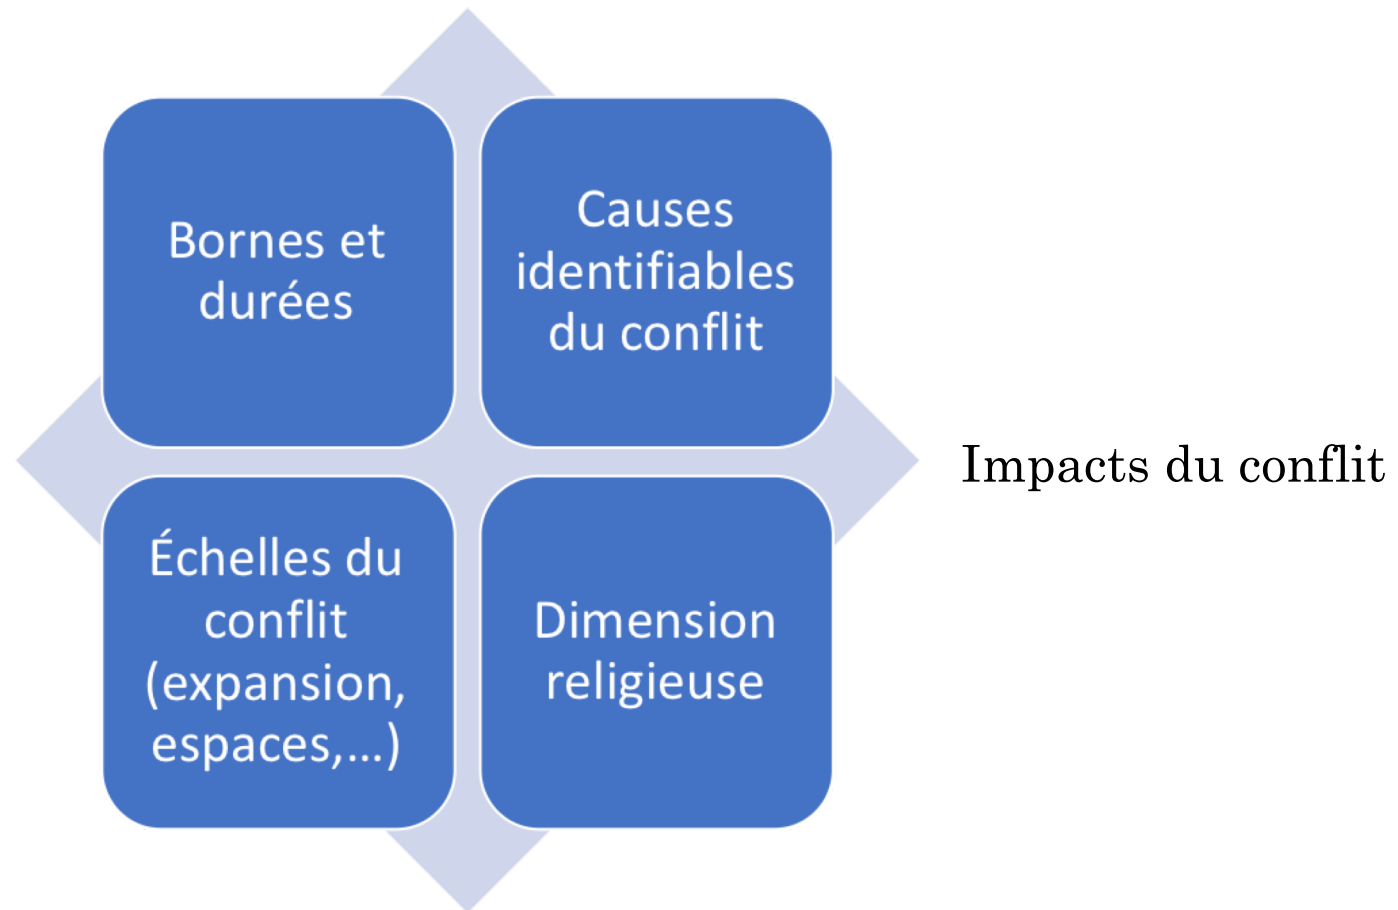 Bornes et
durées
Causes
identifiables
du conflit
Échelles du
conflit
(expansion,
espaces,…)
Dimension
religieuse
Impacts du conflit